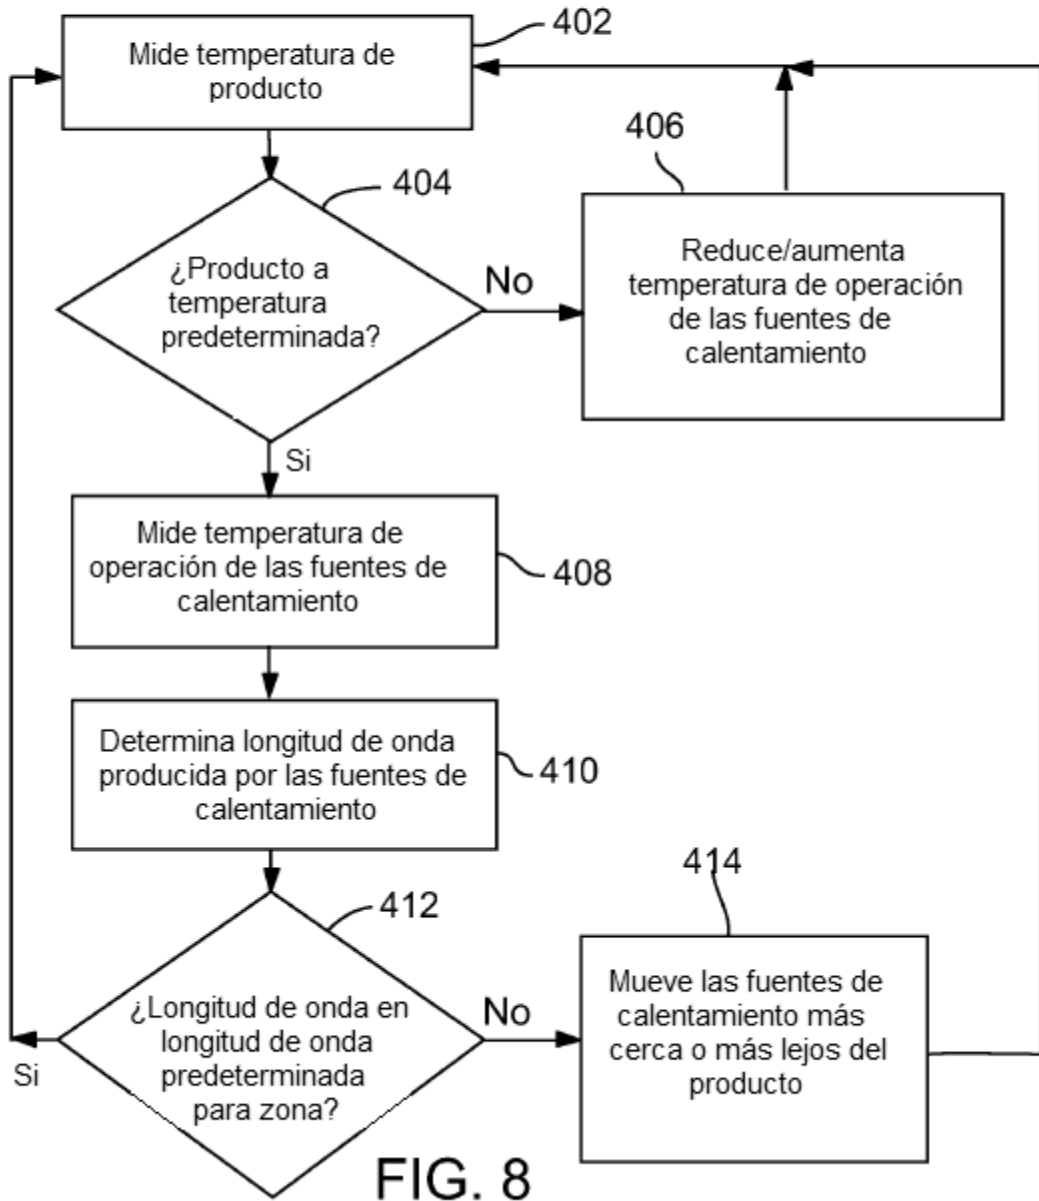 402
Mide temperatura de
producto
406
404
¿Producto a
temperatura
predeterminada?
No
Reduce/aumenta
temperatura de operación
de las fuentes de
calentamiento
Si
Mide temperatura de
operación de las fuentes de
calentamiento
408
Determina longitud de onda
producida por las fuentes de
calentamiento
410
414
412
¿Longitud de onda en
longitud de onda
predeterminada
para zona?
No
Si
Mueve las fuentes de
calentamiento más
cerca o más lejos del
producto
FIG. 8